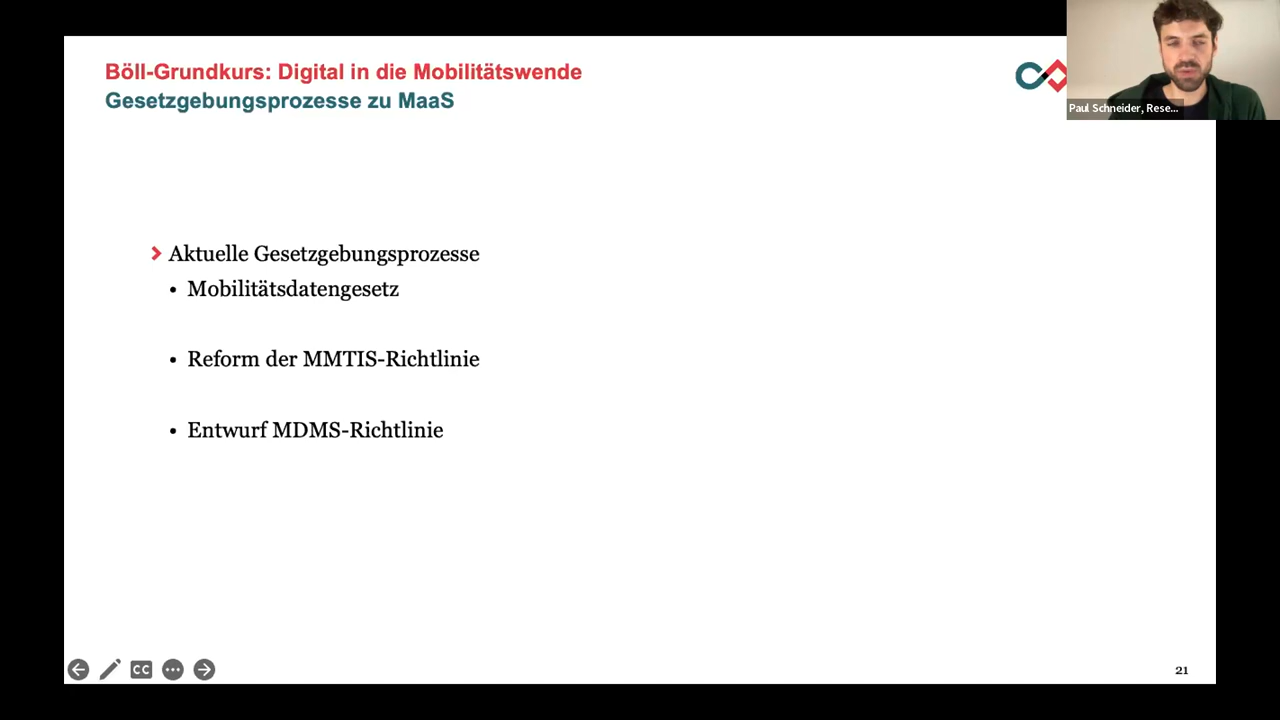 Böll-Grundkurs: Digital in die Mobilitätswende
Gesetzgebungsprozesse zu MaaS
Paul Schneider, Rese...
Aktuelle Gesetzgebungsprozesse
• Mobilitätsdatengesetz
• Reform der MMTIS-Richtlinie
• Entwurf MDMS-Richtlinie
CC
21